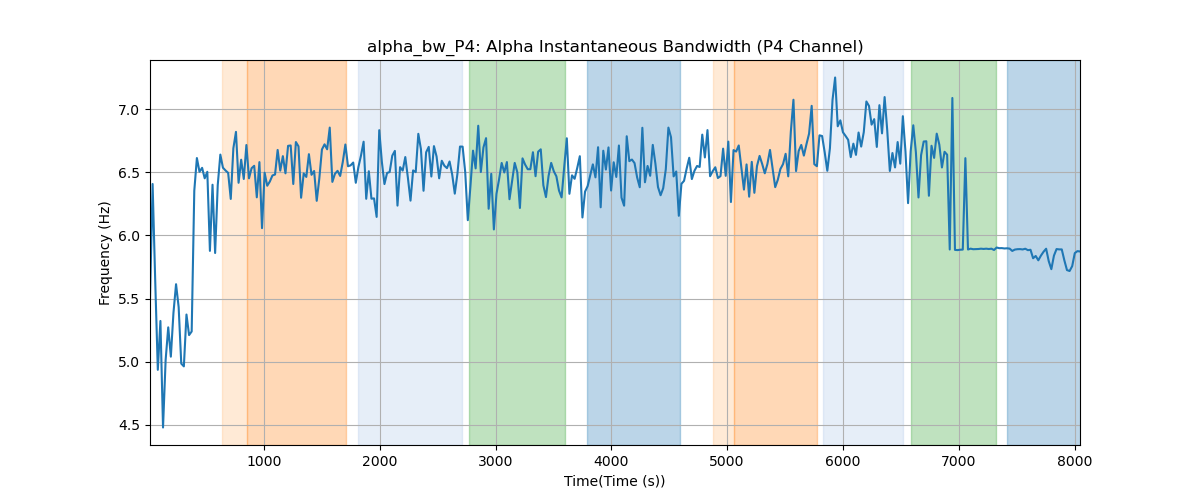 alpha_bw_P4: Alpha Instantaneous Bandwidth (P4 Channel)
7.0
6.5
6.0
5.5
5.0
4.5
Frequency (Hz)
1000 2000 3000 4000 5000 6000 7000 8000
Time(Time (s))